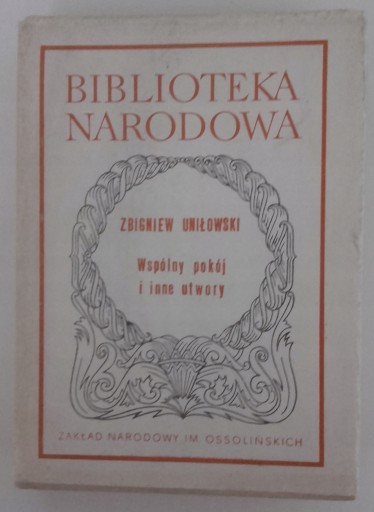 BIBLIOTEKA
NARODOWA
ZBIGNIEW UNIŁOWSKI
Wspólny pokój
i inne utwory
ZAKŁAD NARODOWY IM. OSSOLIŃSKICH